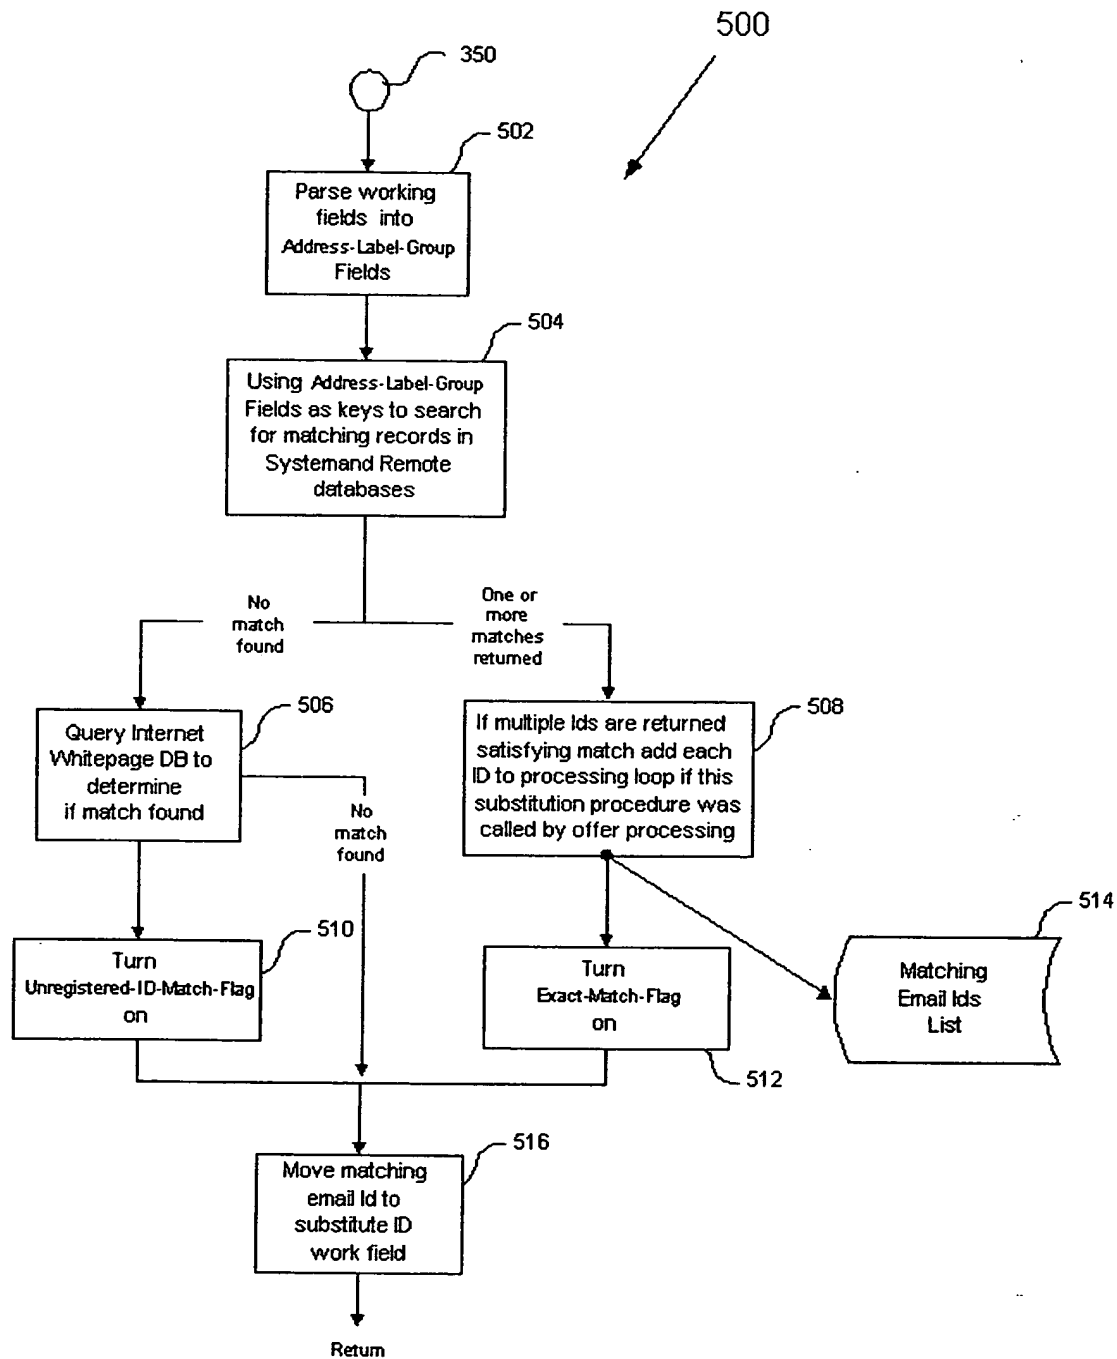 500
350
502
Parse working
fields into
Address-Label-Group
Fields
504
Using Address-Label-Group
Fields as keys to search
for matching records in
Systemand Remote
databases
No
match
found
One or
more
matches
returned
506
Query Internet
Whitepage DB to
determine
if match found
508
If multiple Ids are returned
satisfying match add each
ID to processing loop if this
substitution procedure was
called by offer processing
No
match
found
510
Turn
Unregistered-ID-Match-Flag
on
512
Turn
Exact-Match-Flag
on
514
Matching
Email Ids
List
516
Move matching
email Id to
substitute ID
work field
Return